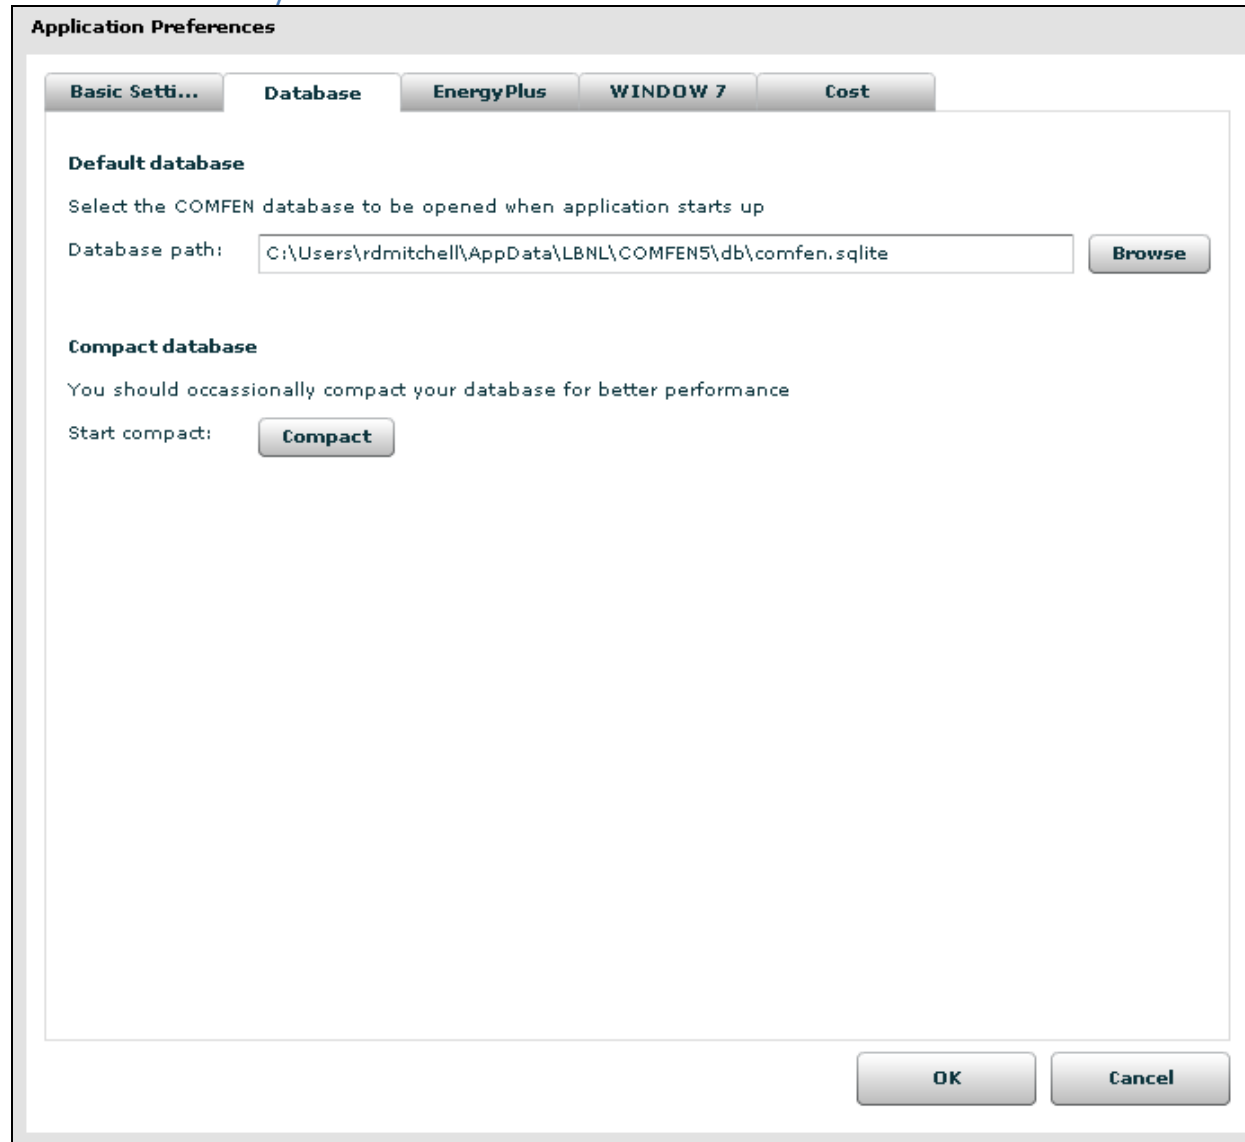 Application Preferences
Basic Setti... Database EnergyPlus WINDOW 7 Cost
Default database
Select the COMFEN database to be opened when application starts up
Database path: C:\Users\rdmitchell\AppData\LBNL\COMFEN5\db\comfen.sqlite Browse
Compact database
You should occassionally compact your database for better performance
Start compact: Compact
OK Cancel